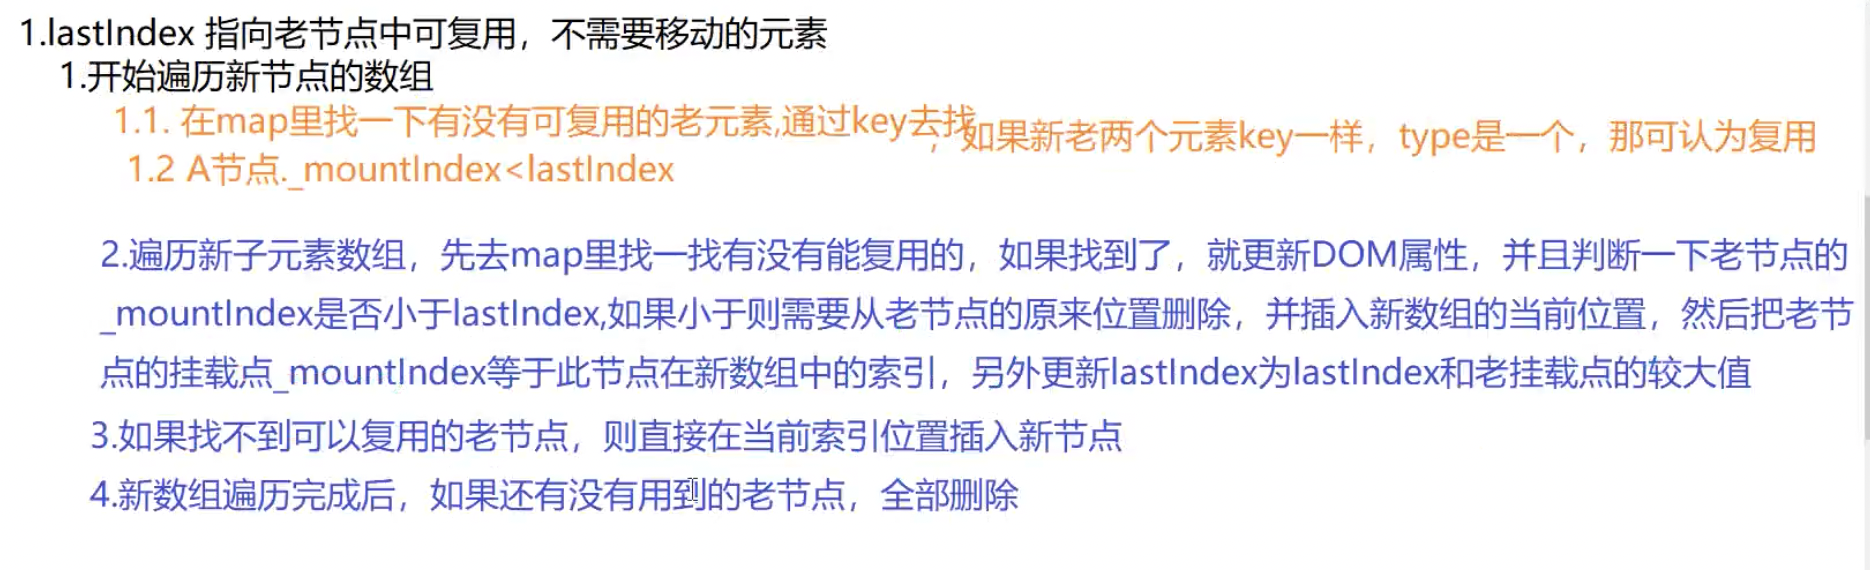 1.lastIndex 指向老节点中可复用，不需要移动的元素
1.开始遍历新节点的数组
1.1. 在map里找一下有没有可复用的老元素,通过key去找
，如果新老两个元素key一样，type是一个，那可认为复用
1.2 A节点._mountIndex<lastIndex
2.遍历新子元素数组，先去map里找一找有没有能复用的，如果找到了，就更新DOM属性，并且判断一下老节点的
_mountIndex是否小于lastIndex,如果小于则需要从老节点的原来位置删除，并插入新数组的当前位置，然后把老节
点的挂载点_mountIndex等于此节点在新数组中的索引，另外更新lastIndex为lastIndex和老挂载点的较大值
3.如果找不到可以复用的老节点，则直接在当前索引位置插入新节点
4.新数组遍历完成后，如果还有没有用到的老节点，全部删除